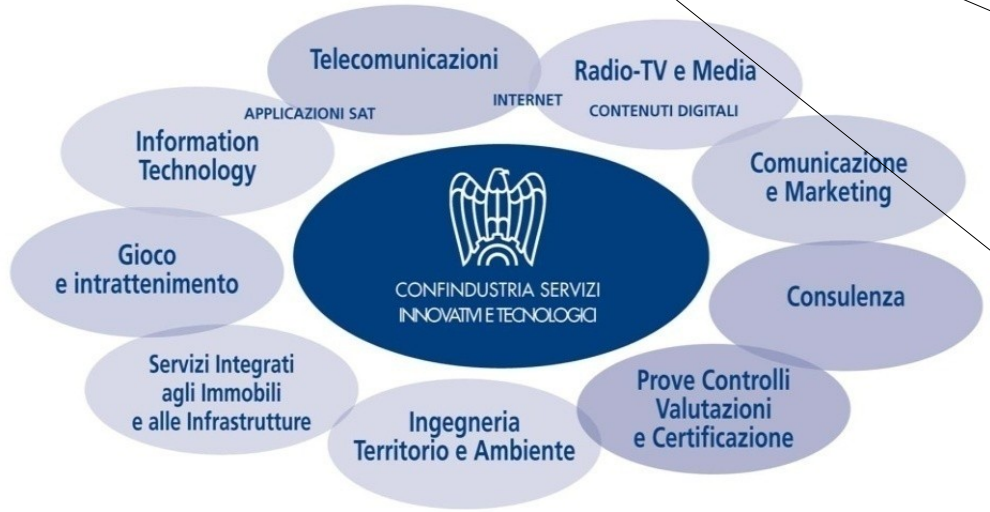 Telecomunicazioni
Radio-TV e Media
INTERNET
APPLICAZIONI SAT
CONTENUTI DIGITALI
Information
Technology
Comunicazione
e Marketing
Gioco
e intrattenimento
CONFINDUSTRIA SERVIZI
INNOVATIVI E TECNOLOGICI
Consulenza
Servizi Integrati
agli Immobili
e alle Infrastrutture
Prove Controlli
Valutazioni
e Certificazione
Ingegneria
Territorio e Ambiente